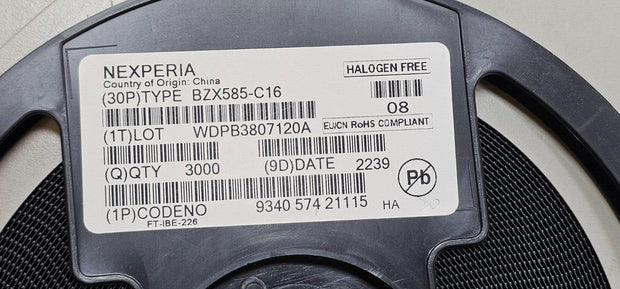 NEXPERIA
Country of Origin: China
HALOGEN FREE
(30P)TYPE BZX585-C16
08
(1T)LOT WDPB3807120A
EU/CN RoHS COMPLIANT
(Q)QTY 3000 (9D)DATE 2239
Pb
(1P)CODENO 9340 574 21115 HA
FT-IBE-226